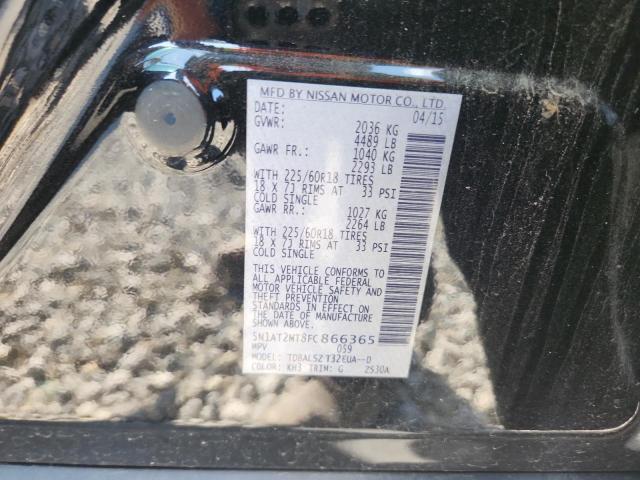 MFD BY NISSAN MOTOR CO., LTD.
DATE: 04/15
GVWR: 2036 KG
4489 LB
GAWR FR.: 1040 KG
2293 LB
WITH 225/60R18 TIRES
18 X 7J RIMS AT 33 PSI
COLD SINGLE
GAWR RR.: 1027 KG
2264 LB
WITH 225/60R18 TIRES
18 X 7J RIMS AT 33 PSI
COLD SINGLE
THIS VEHICLE CONFORMS TO
ALL APPLICABLE FEDERAL
MOTOR VEHICLE SAFETY AND
THEFT PREVENTION
STANDARDS IN EFFECT ON
THE DATE OF MANUFACTURE
SHOWN ABOVE.
5N1AT2MT8FC866365
MPV 059
MODEL: TDBALSZ T32EUA--D
COLOR: KH3 TRIM: G 2530A